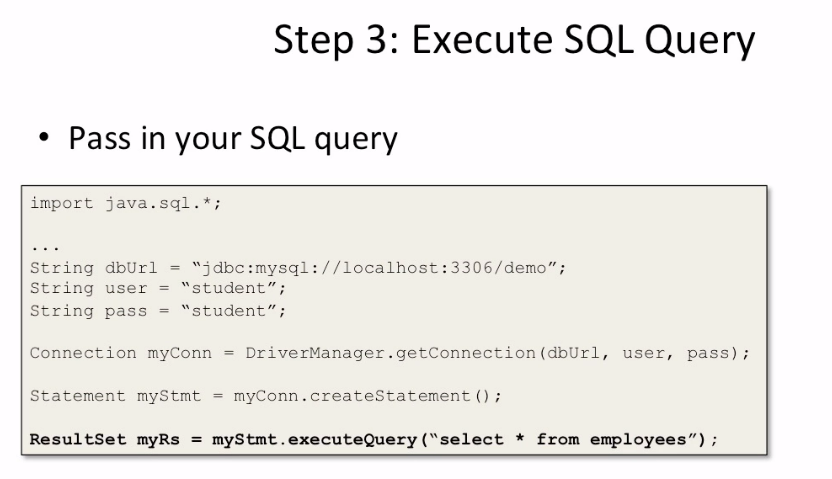 Step 3: Execute SQL Query
• Pass in your SQL query
import java.sql.*;
...
String dbUrl = “jdbc:mysql://localhost:3306/demo”;
String user = “student”;
String pass = “student”;
Connection myConn = DriverManager.getConnection(dbUrl, user, pass);
Statement myStmt = myConn.createStatement();
ResultSet myRs = myStmt.executeQuery(“select * from employees”);